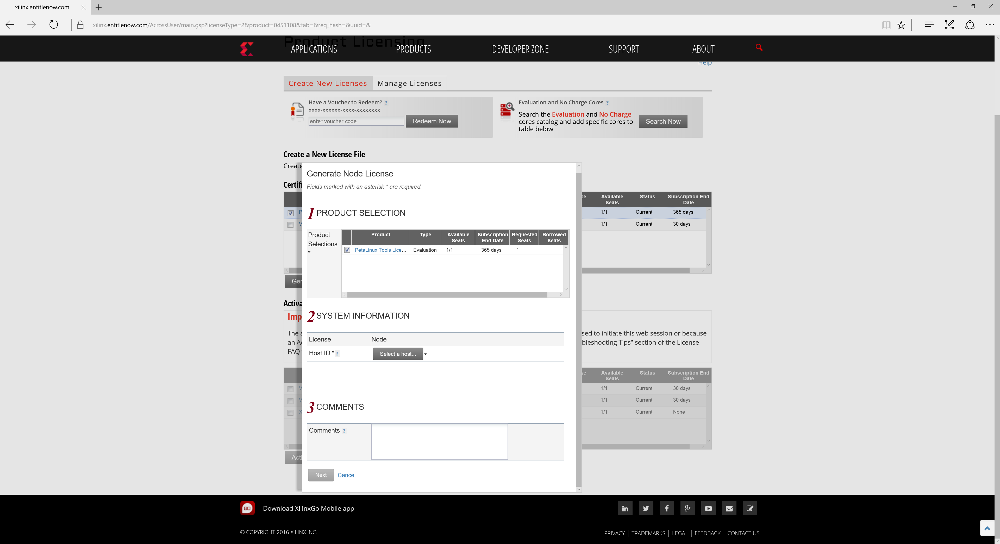 xilinx.entitlenow.com
xilinx.entitlenow.com/AcrossUser/main.gsp?licenseType=2&product=0451108&tab=&req_hash=&uuid=&
Product Licensing
APPLICATIONS PRODUCTS DEVELOPER ZONE SUPPORT ABOUT
Help
Create New Licenses Manage Licenses
Have a Voucher to Redeem? ?
xxxx-xxxxxx-xxxx-xxxxxxxx
enter voucher code Redeem Now
Evaluation and No Charge Cores ?
Search the Evaluation and No Charge
cores catalog and add specific cores to
table below
Search Now
Create a New License File
Create
Certifi
Available Seats Status Subscription End Date
1/1 Current 365 days
1/1 Current 30 days
Generate Node License
Fields marked with an asterisk * are required.
1 PRODUCT SELECTION
Product Selections *
Product Type Available Seats Subscription End Date Requested Seats Borrowed Seats
PetaLinux Tools Lice... Evaluation 1/1 365 days 1
2 SYSTEM INFORMATION
License Node
Host ID * ? Select a host...
3 COMMENTS
Comments ?
Next Cancel
Ger
Activa
Imp
The a
an Ac
FAQ
sed to initiate this web session or because
bleshooting Tips" section of the License
Available Seats Status Subscription End Date
1/1 Current 30 days
1/1 Current 30 days
1/1 Current None
Acti
GO
Download XilinxGo Mobile app
© COPYRIGHT 2016 XILINX INC.
PRIVACY | TRADEMARKS | LEGAL | FEEDBACK | CONTACT US